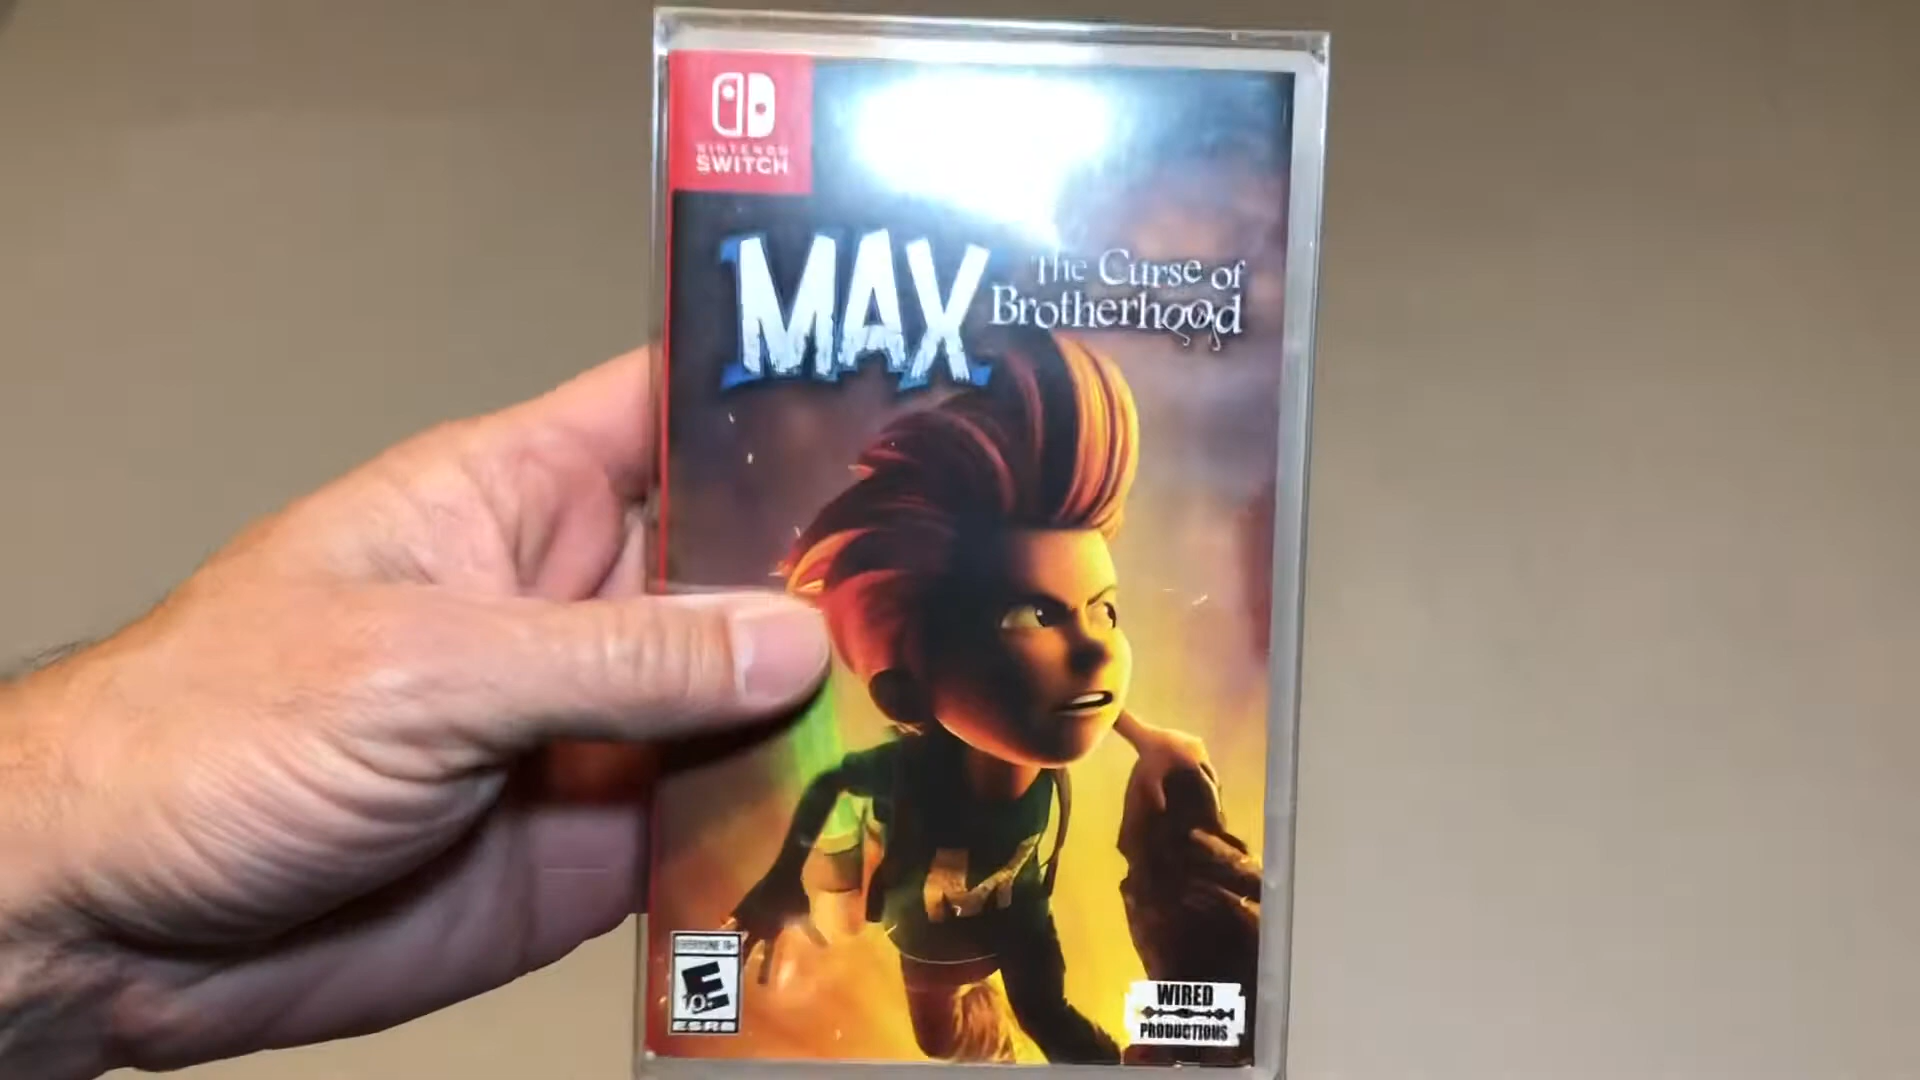 NINTENDO
SWITCH
MAX
The Curse of
Brotherhood
M
EVERYONE 10+
E
10+
ESRB
WIRED
PRODUCTIONS